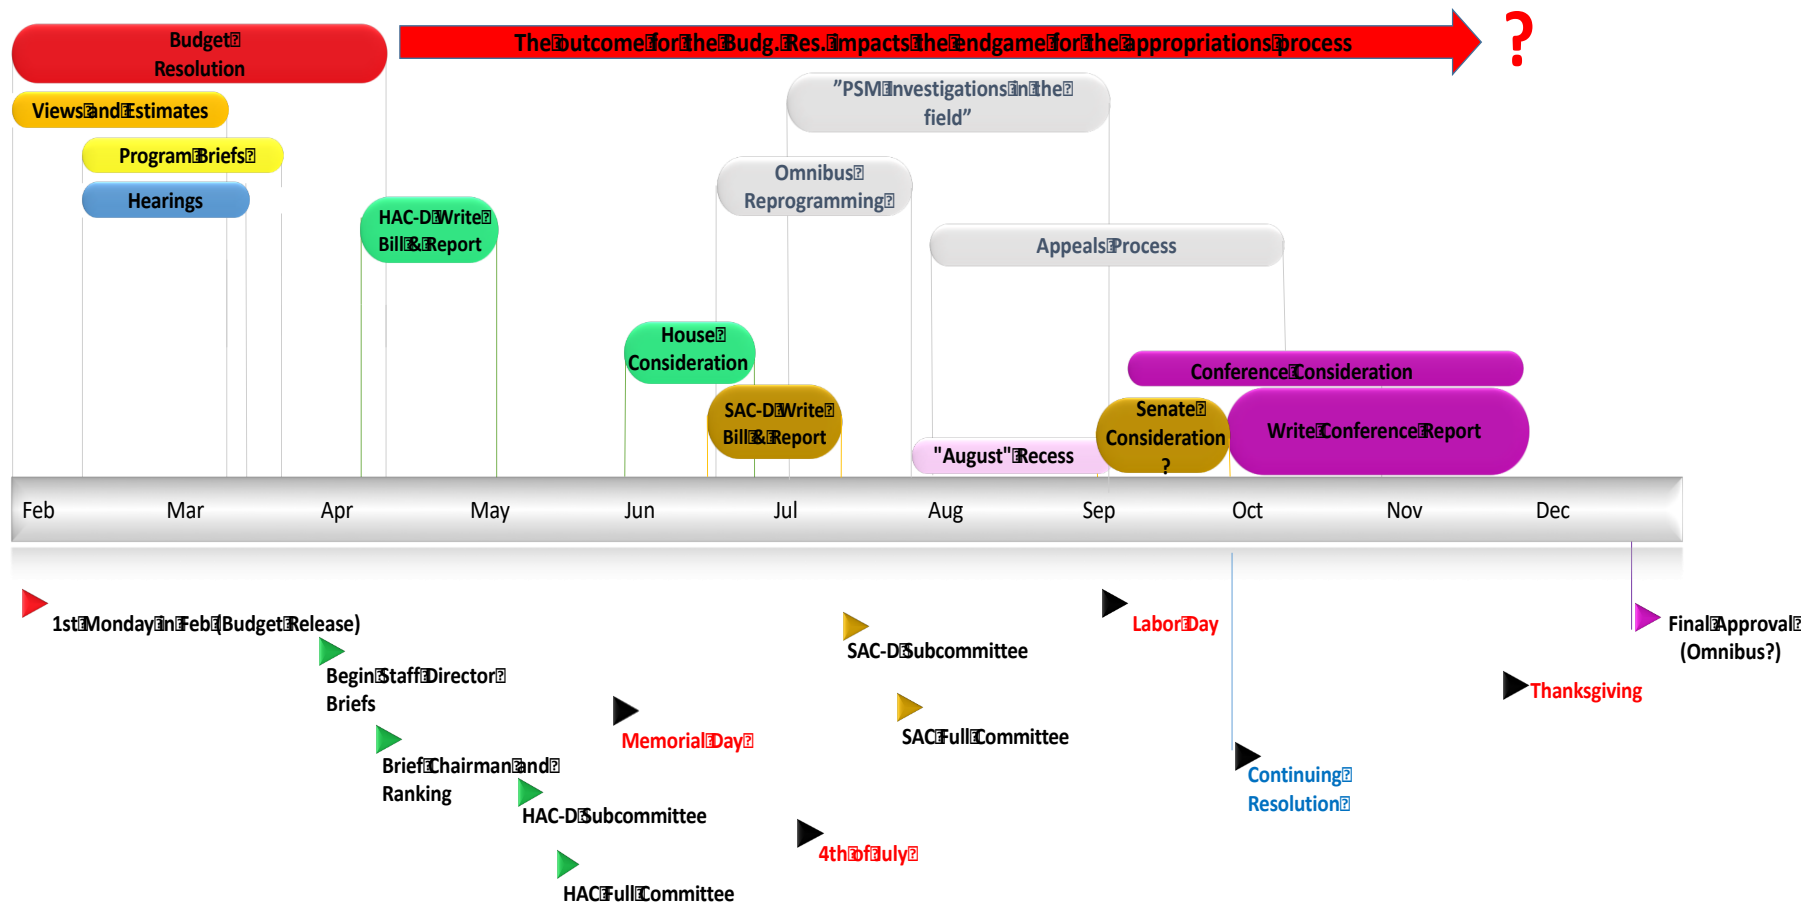 Budget
Resolution
The outcome for the Budg. Res. impacts the endgame for the appropriations process
?
Views and Estimates
"PSM Investigations in the
field"
Program Briefs
Omnibus
Reprogramming
Hearings
HAC-D Write
Bill & Report
Appeals Process
House
Consideration
Conference Consideration
SAC-D Write
Bill & Report
Senate
Consideration
?
Write Conference Report
"August" Recess
Feb Mar Apr May Jun Jul Aug Sep Oct Nov Dec
1st Monday in Feb (Budget Release)
Labor Day
Final Approval
(Omnibus?)
SAC-D Subcommittee
Begin Staff Director
Briefs
Thanksgiving
Memorial Day
SAC Full Committee
Brief Chairman and
Ranking
Continuing
Resolution
HAC-D Subcommittee
4th of July
HAC Full Committee